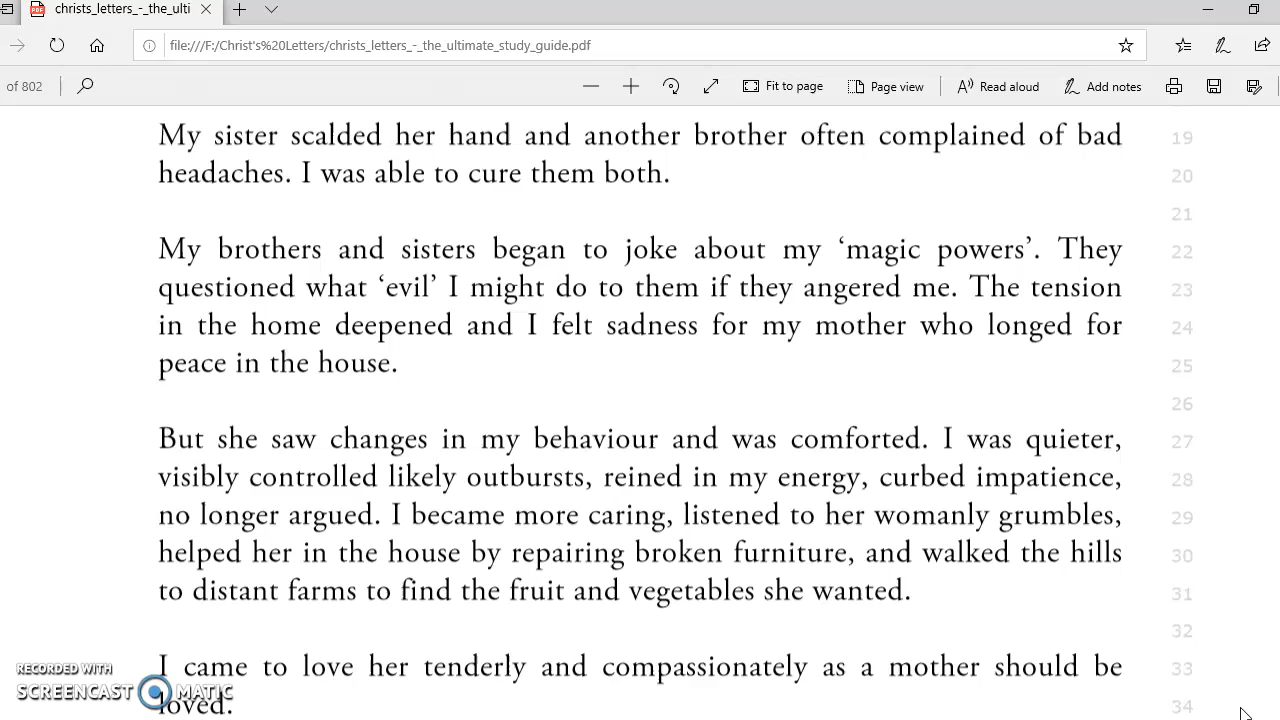 christs_letters_-_the_ulti
file:///F:/Christ's%20Letters/christs_letters_-_the_ultimate_study_guide.pdf
of 802 Fit to page Page view Read aloud Add notes
My sister scalded her hand and another brother often complained of bad 19
headaches. I was able to cure them both. 20
21
My brothers and sisters began to joke about my ‘magic powers’. They 22
questioned what ‘evil’ I might do to them if they angered me. The tension 23
in the home deepened and I felt sadness for my mother who longed for 24
peace in the house. 25
26
But she saw changes in my behaviour and was comforted. I was quieter, 27
visibly controlled likely outbursts, reined in my energy, curbed impatience, 28
no longer argued. I became more caring, listened to her womanly grumbles, 29
helped her in the house by repairing broken furniture, and walked the hills 30
to distant farms to find the fruit and vegetables she wanted. 31
32
I came to love her tenderly and compassionately as a mother should be 33
loved. 34
RECORDED WITH
SCREENCAST MATIC